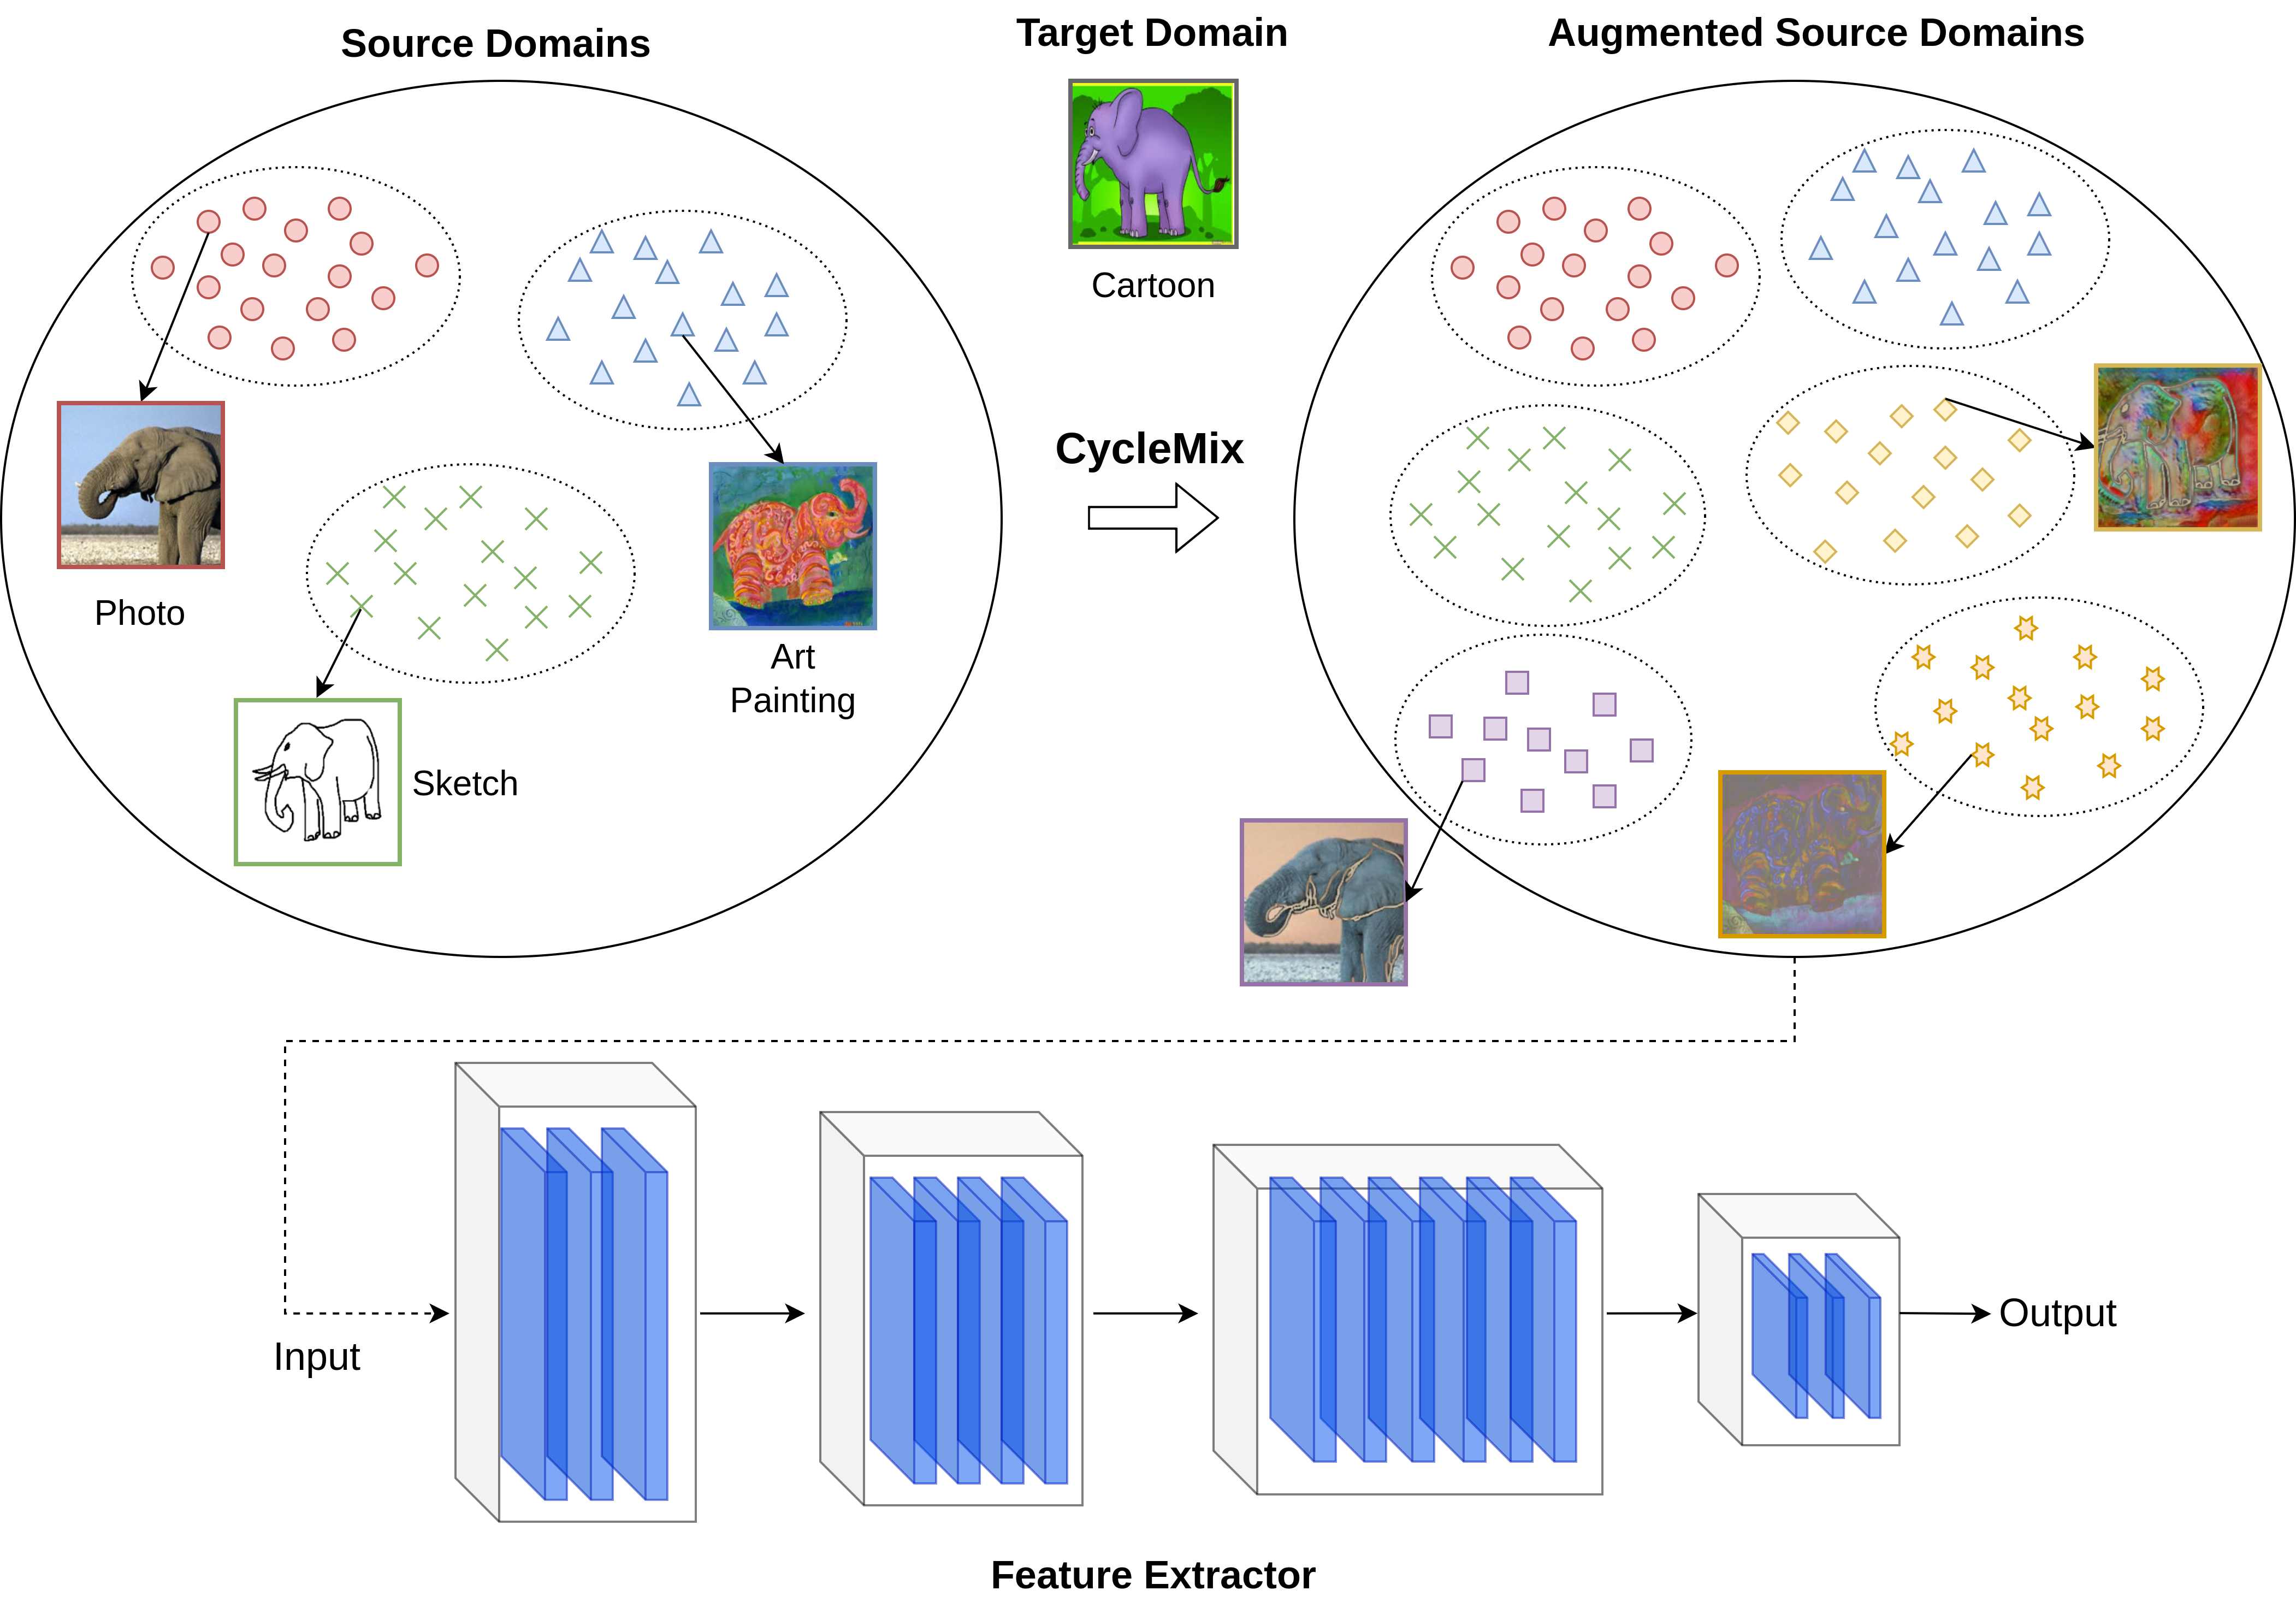 Source Domains
Target Domain
Augmented Source Domains
Cartoon
CycleMix
Photo
Art
Painting
Sketch
Input
Output
Feature Extractor